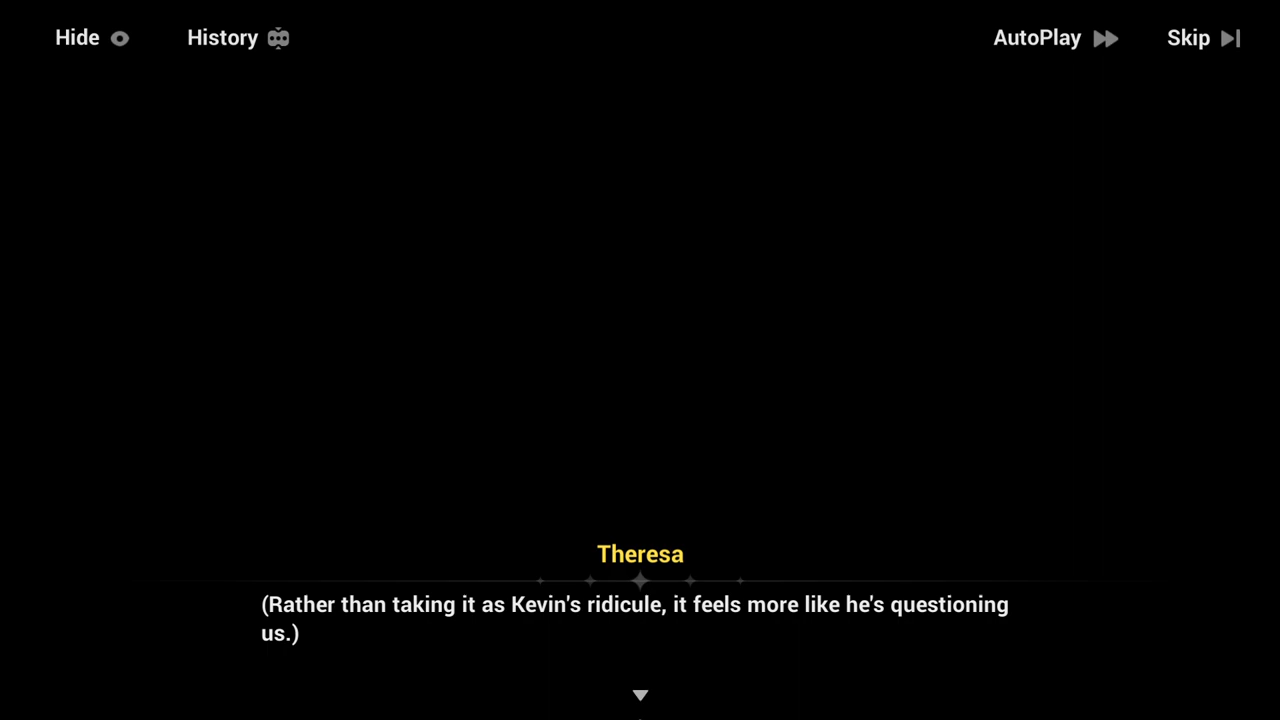 Hide
History
AutoPlay
Skip
Theresa
(Rather than taking it as Kevin's ridicule, it feels more like he's questioning
us.)